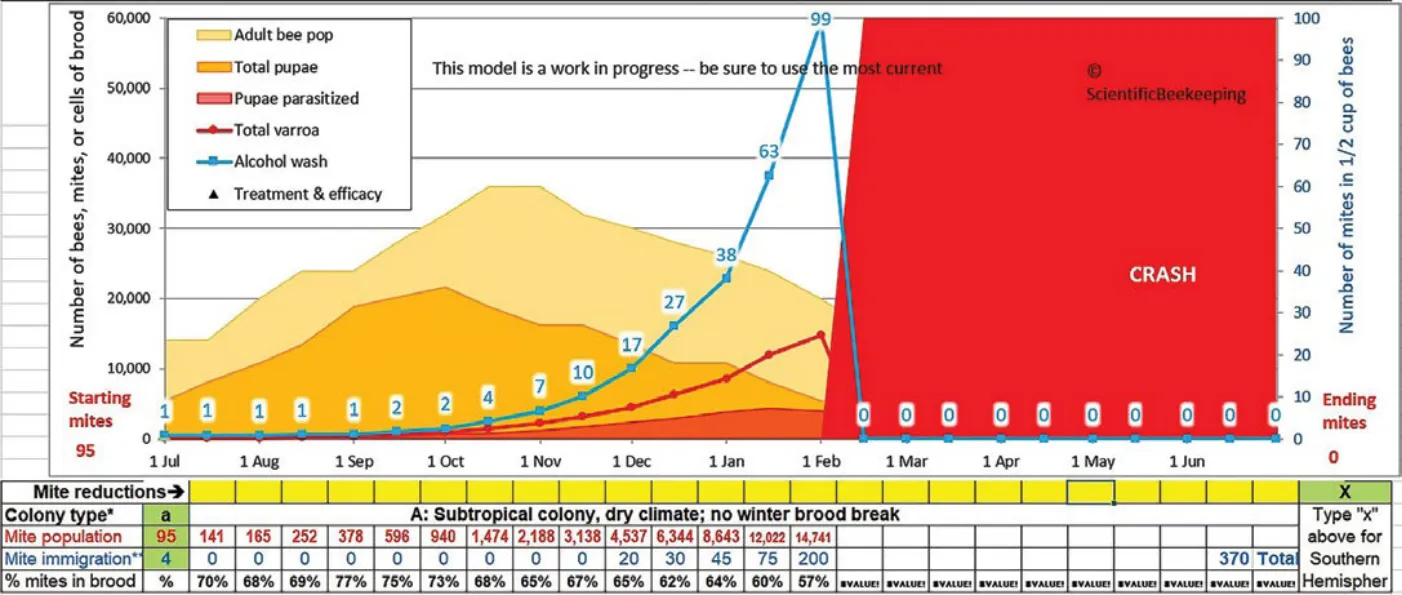 Number of bees, mites, or cells of brood
60,000
50,000
40,000
30,000
20,000
10,000
0
Adult bee pop
Total pupae
Pupae parasitized
Total varroa
Alcohol wash
▲ Treatment & efficacy
This model is a work in progress -- be sure to use the most current
©
ScientificBeekeeping
CRASH
1 1 1 1 1 2 2 4 7 10 17 27 38 63 99 0 0 0 0 0 0 0 0 0 0
100
90
80
70
60
50
40
30
20
10
0
Number of mites in 1/2 cup of bees
Starting
mites
95
Ending
mites
0
1 Jul 1 Aug 1 Sep 1 Oct 1 Nov 1 Dec 1 Jan 1 Feb 1 Mar 1 Apr 1 May 1 Jun
Mite reductions→ X
Colony type* a A: Subtropical colony, dry climate; no winter brood break Type "x"
Mite population 95 141 165 252 378 596 940 1,474 2,188 3,138 4,537 6,344 8,643 12,022 14,741 above for
Mite immigration** 4 0 0 0 0 0 0 0 0 0 20 30 45 75 200 370 Total Southern
% mites in brood % 70% 68% 69% 77% 75% 73% 68% 65% 67% 65% 62% 64% 60% 57% #VALUE! #VALUE! #VALUE! #VALUE! #VALUE! #VALUE! #VALUE! #VALUE! #VALUE! #VALUE! Hemispher